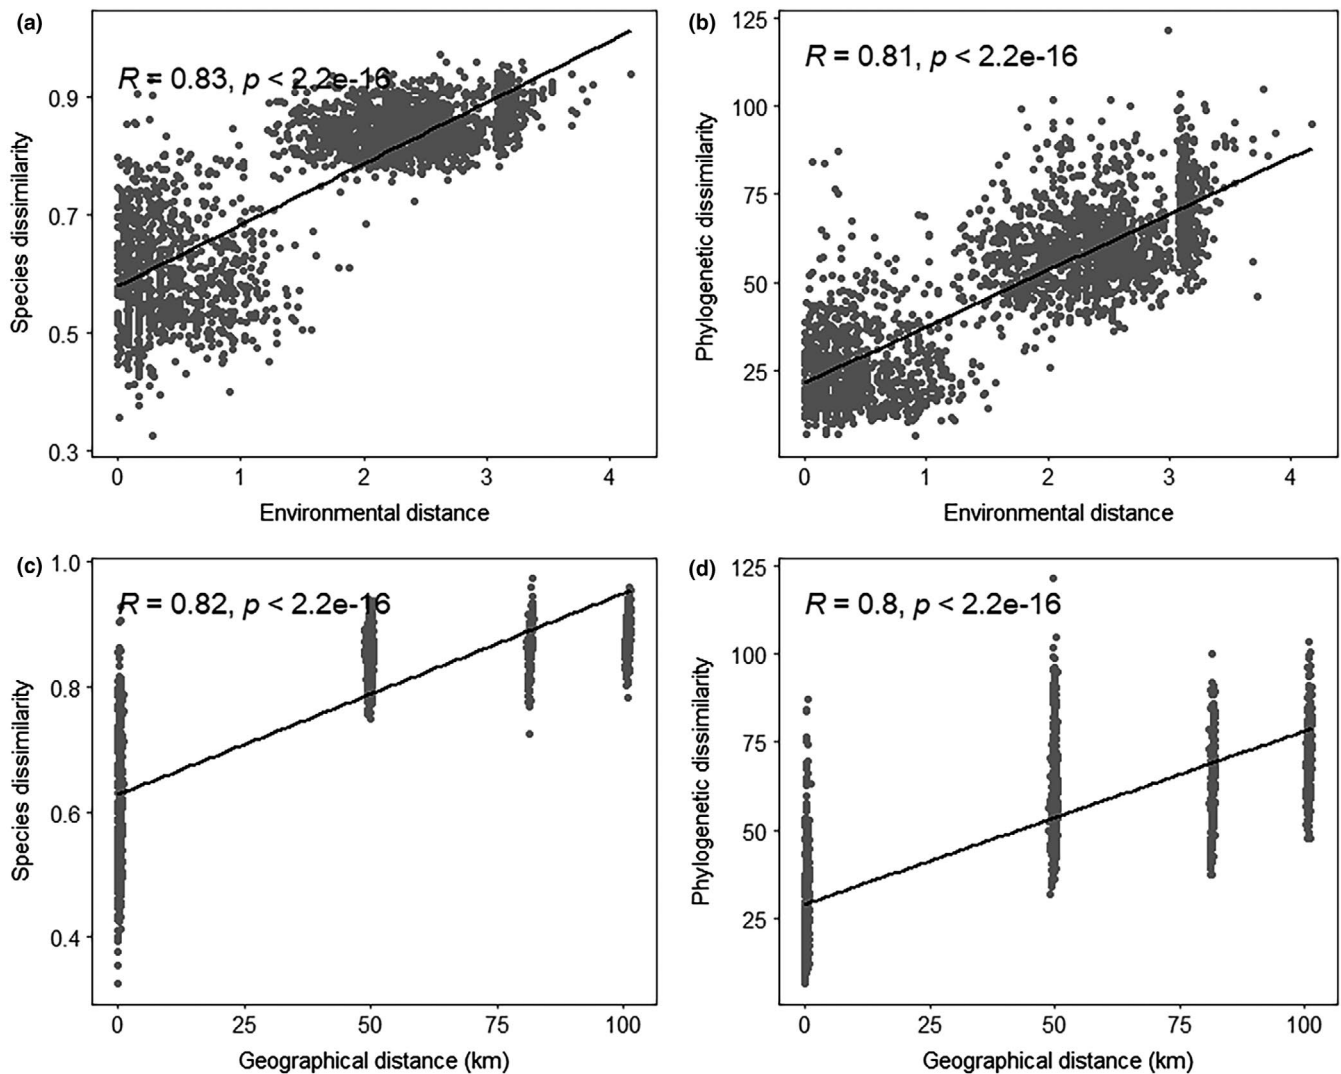 (a)
R = 0.83, p < 2.2e-16
Species dissimilarity
0.9
0.7
0.5
0.3
0 1 2 3 4
Environmental distance
(b)
R = 0.81, p < 2.2e-16
Phylogenetic dissimilarity
125
100
75
50
25
0 1 2 3 4
Environmental distance
(c)
R = 0.82, p < 2.2e-16
Species dissimilarity
1.0
0.8
0.6
0.4
0 25 50 75 100
Geographical distance (km)
(d)
R = 0.8, p < 2.2e-16
Phylogenetic dissimilarity
125
100
75
50
25
0 25 50 75 100
Geographical distance (km)